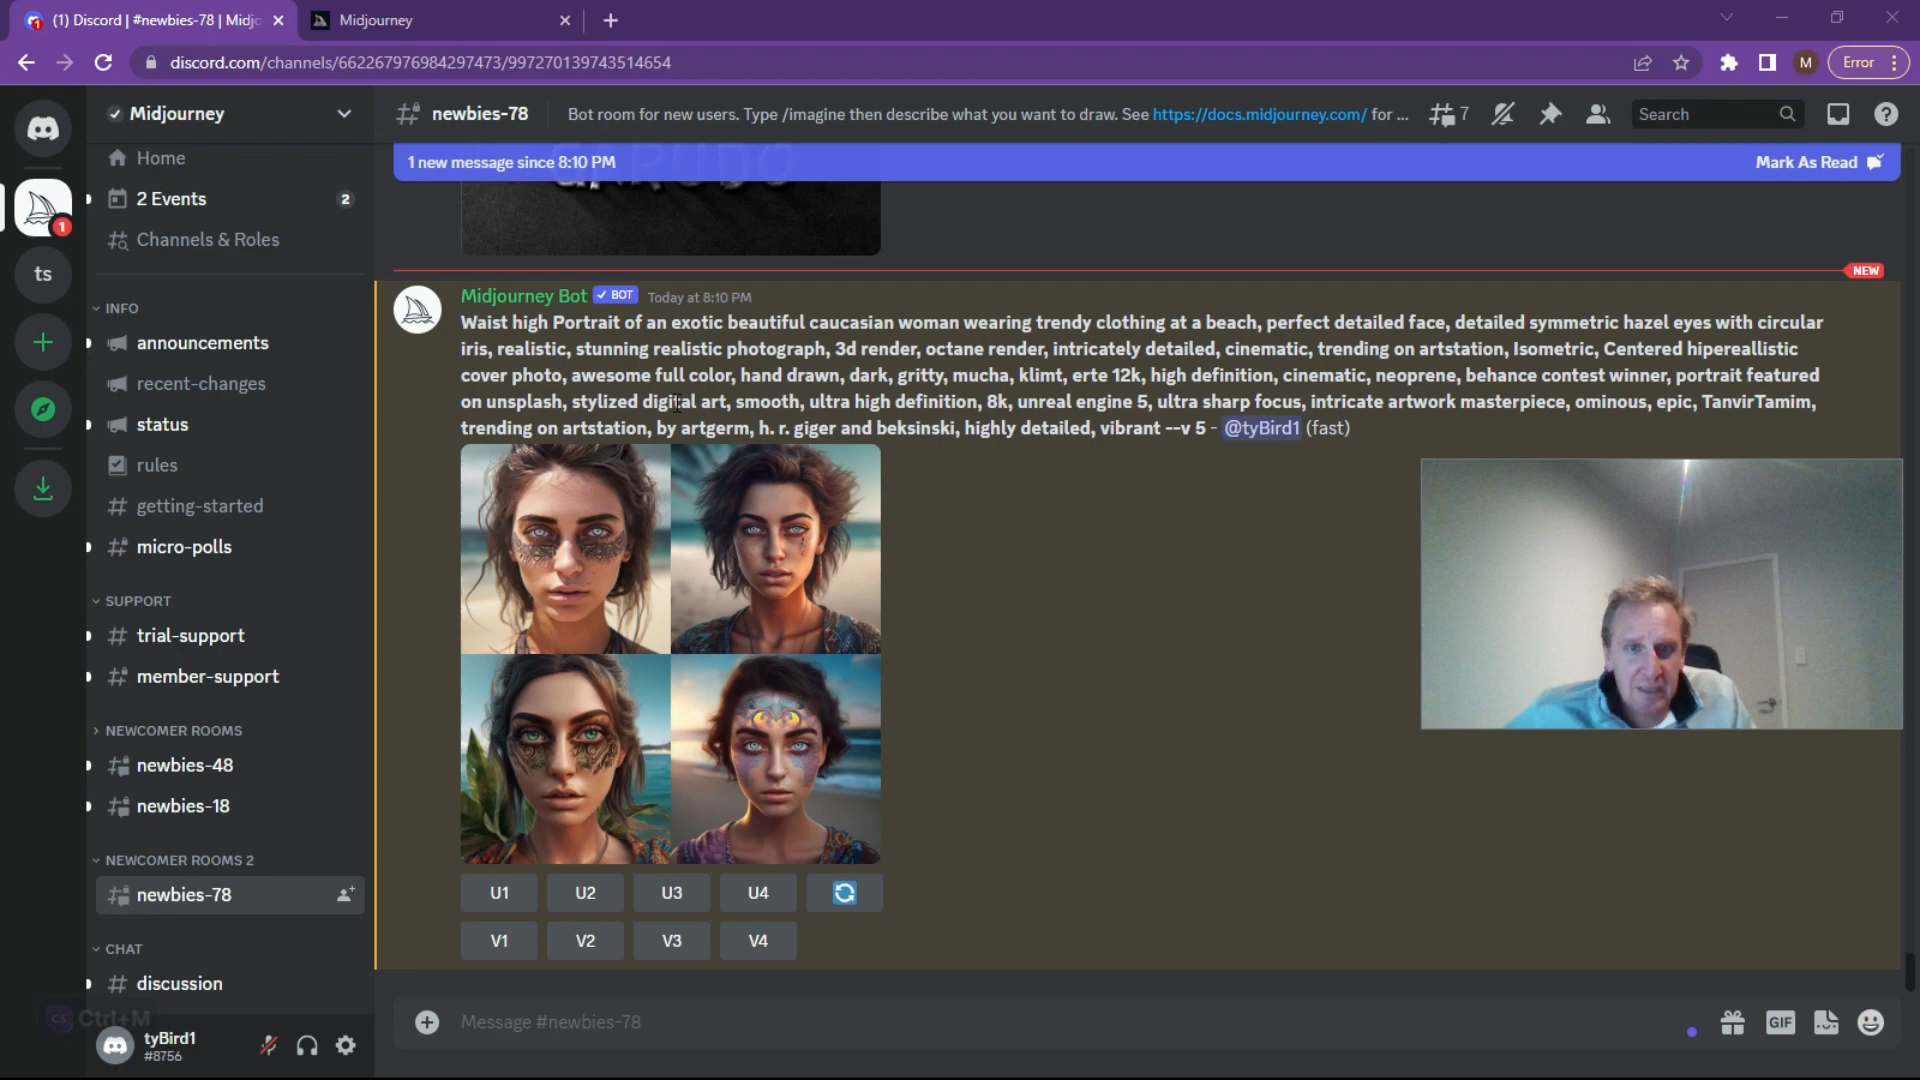 (1) Discord | #newbies-78 | Midjo
Midjourney
discord.com/channels/662267976984297473/997270139743514654
M
Error
Midjourney
newbies-78
Bot room for new users. Type /imagine then describe what you want to draw. See https://docs.midjourney.com/ for ...
7
Search
1 new message since 8:10 PM
Mark As Read
GARUDO
Home
2 Events
2
Channels & Roles
1
ts
INFO
announcements
recent-changes
status
rules
getting-started
micro-polls
SUPPORT
trial-support
member-support
NEWCOMER ROOMS
newbies-48
newbies-18
NEWCOMER ROOMS 2
newbies-78
CHAT
discussion
Ctrl+M
tyBird1
#8756
NEW
Midjourney Bot BOT Today at 8:10 PM
Waist high Portrait of an exotic beautiful caucasian woman wearing trendy clothing at a beach, perfect detailed face, detailed symmetric hazel eyes with circular
iris, realistic, stunning realistic photograph, 3d render, octane render, intricately detailed, cinematic, trending on artstation, Isometric, Centered hipereallistic
cover photo, awesome full color, hand drawn, dark, gritty, mucha, klimt, erte 12k, high definition, cinematic, neoprene, behance contest winner, portrait featured
on unsplash, stylized digital art, smooth, ultra high definition, 8k, unreal engine 5, ultra sharp focus, intricate artwork masterpiece, ominous, epic, TanvirTamim,
trending on artstation, by artgerm, h. r. giger and beksinski, highly detailed, vibrant --v 5 - @tyBird1 (fast)
U1 U2 U3 U4
V1 V2 V3 V4
Message #newbies-78
GIF